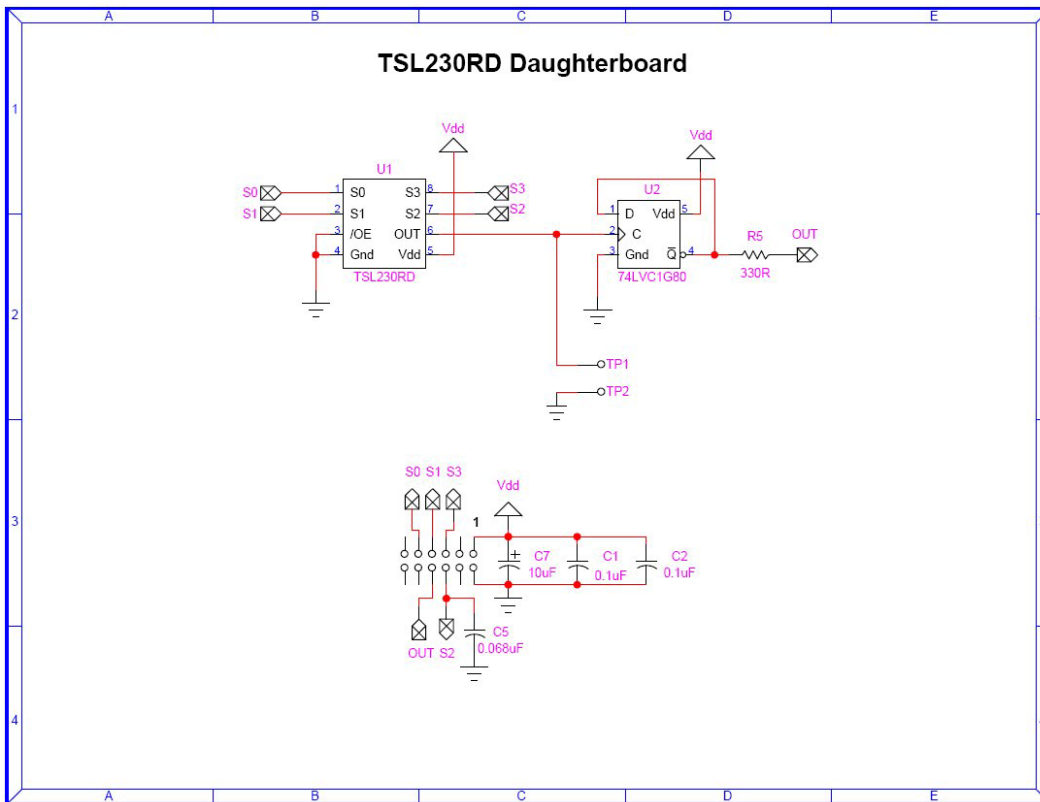 A B C D E
TSL230RD Daughterboard
1
Vdd
Vdd
U1
U2
S0 1 S0 S3 8 S3
S1 2 S1 S2 7 S2
3 /OE OUT 6
4 Gnd Vdd 5
TSL230RD
1 D Vdd 5
2 C
3 Gnd Q̅ 4
74LVC1G80
R5
330R
OUT
2
TP1
TP2
S0 S1 S3
Vdd
3
1
+
C7
10uF
C1
0.1uF
C2
0.1uF
OUT S2
C5
0.068uF
4
A B C D E